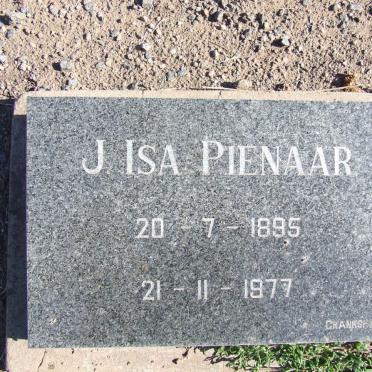 J ISA PIENAAR
20 - 7 - 1895
21 - 11 - 1977